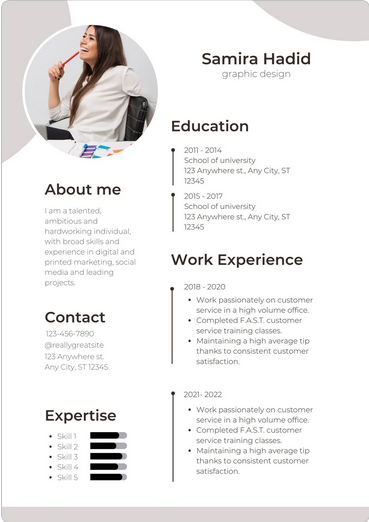 Samira Hadid
graphic design
Education
2011 - 2014
School of university
123 Anywhere st., Any City, ST
12345
2015 - 2017
School of university
123 Anywhere st., Any City, ST
12345
About me
I am a talented,
ambitious and
hardworking individual,
with broad skills and
experience in digital and
printed marketing, social
media and leading
projects.
Work Experience
2018 - 2020
• Work passionately on customer
service in a high volume office.
• Completed F.A.S.T. customer
service training classes.
• Maintaining a high average tip
thanks to consistent customer
satisfaction.
Contact
123-456-7890
@reallygreatsite
123 Anywhere st.
Any City, ST 12345
2021- 2022
• Work passionately on customer
service in a high volume office.
• Completed F.A.S.T. customer
service training classes.
• Maintaining a high average tip
thanks to consistent customer
satisfaction.
Expertise
• Skill 1
• Skill 2
• Skill 3
• Skill 4
• Skill 5